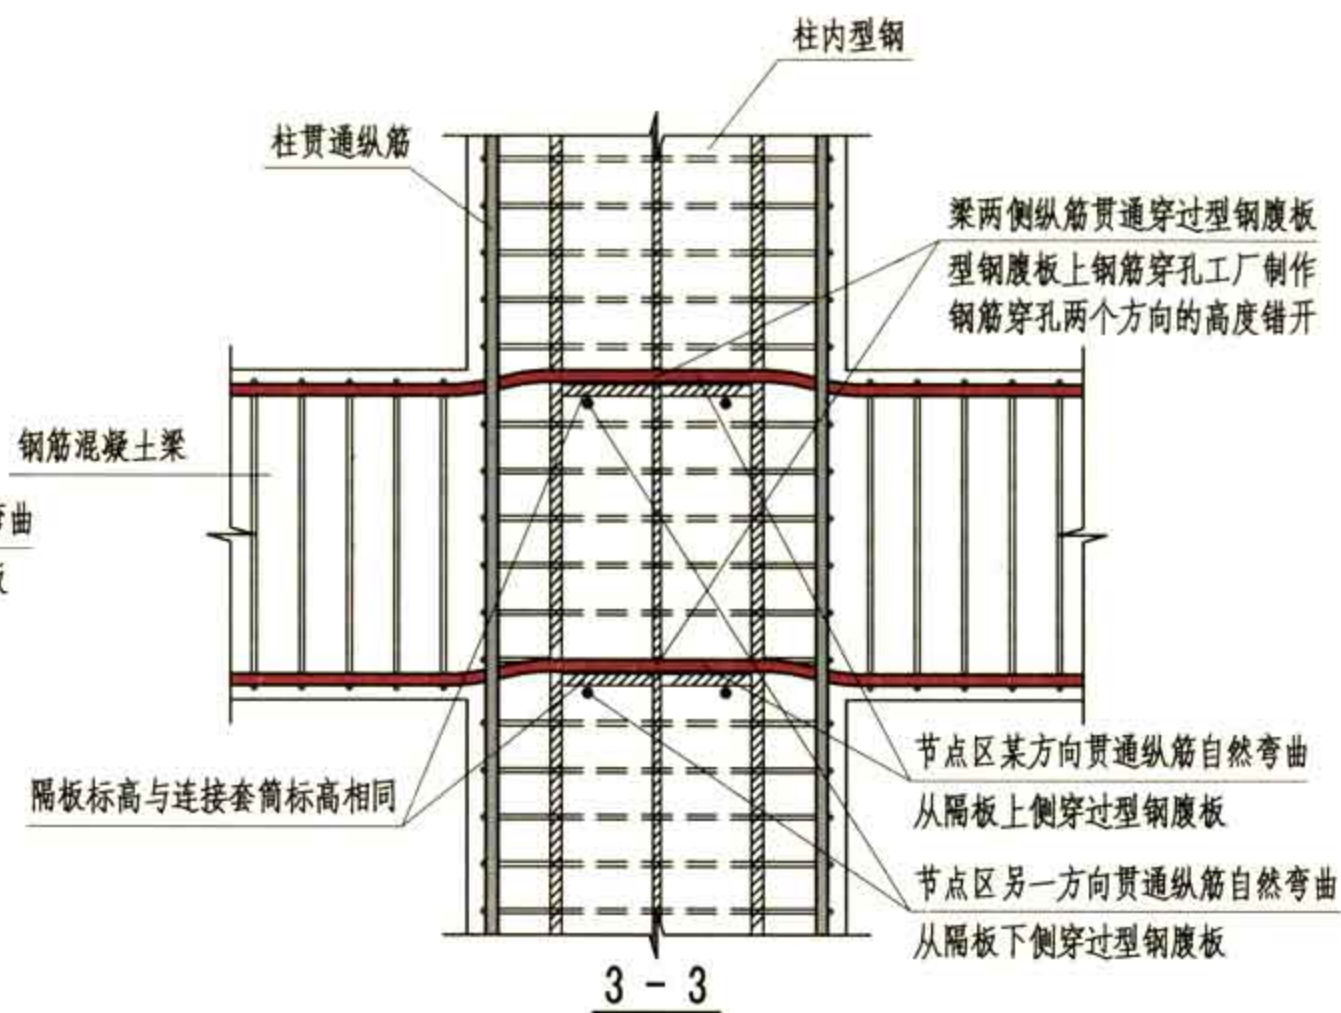 柱内型钢
柱贯通纵筋
梁两侧纵筋贯通穿过型钢腹板
型钢腹板上钢筋穿孔工厂制作
钢筋穿孔两个方向的高度错开
钢筋混凝土梁
弯曲
板
节点区某方向贯通纵筋自然弯曲
从隔板上侧穿过型钢腹板
隔板标高与连接套筒标高相同
节点区另一方向贯通纵筋自然弯曲
从隔板下侧穿过型钢腹板
3 - 3